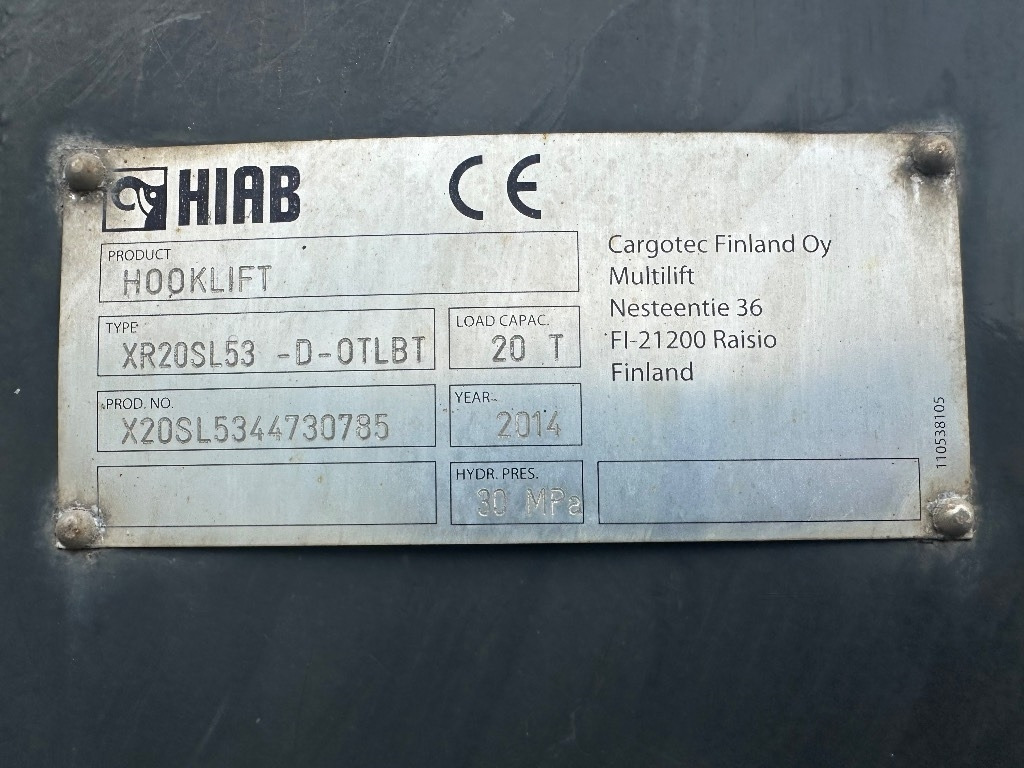 HIAB CE
PRODUCT
HOOKLIFT
TYPE
XR20SL53 -D-OTLBT
LOAD CAPAC.
20 T
PROD. NO.
X20SL5344730785
YEAR
2014
HYDR. PRES.
30 MPa
Cargotec Finland Oy
Multilift
Nesteentie 36
FI-21200 Raisio
Finland
110538105